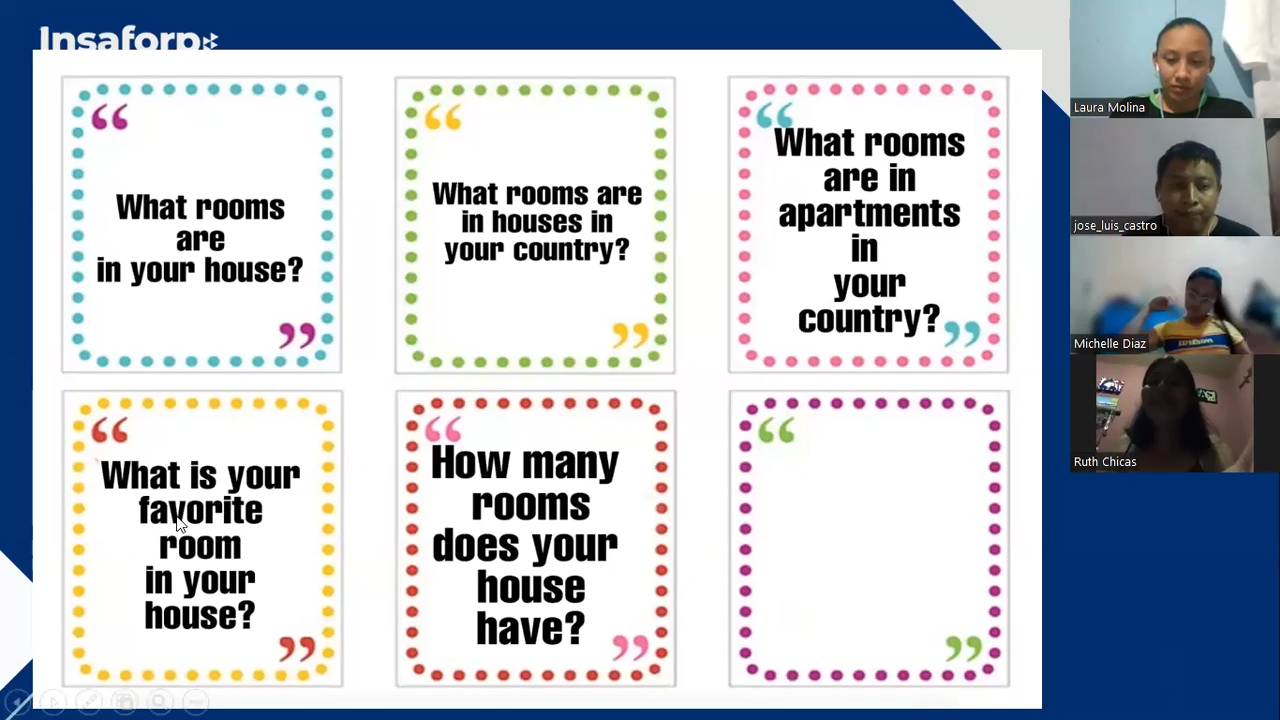 Insaforp
What rooms
are
in your house?
What rooms are
in houses in
your country?
What rooms
are in
apartments
in
your
country?
What is your
favorite
room
in your
house?
How many
rooms
does your
house
have?
Laura Molina
jose_luis_castro
Michelle Diaz
Wilson
Ruth Chicas